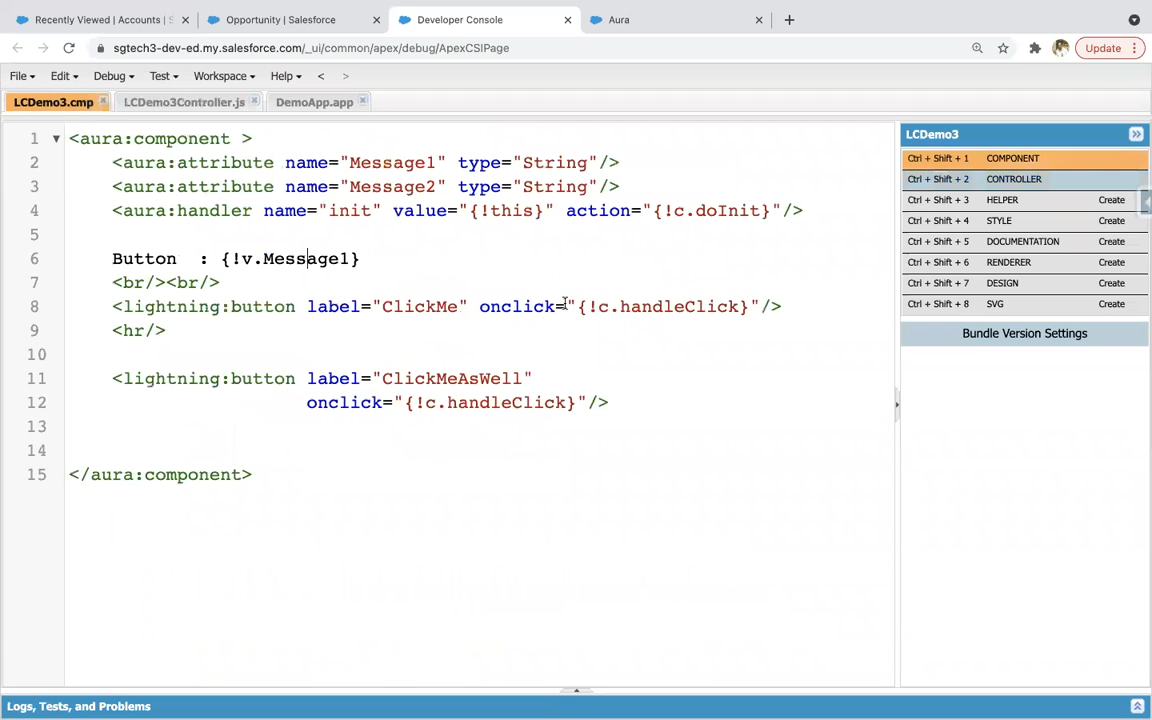 Recently Viewed | Accounts | S
Opportunity | Salesforce
Developer Console
Aura
sgtech3-dev-ed.my.salesforce.com/_ui/common/apex/debug/ApexCSIPage
Update
File Edit Debug Test Workspace Help < >
LCDemo3.cmp LCDemo3Controller.js DemoApp.app
1 <aura:component >
2 <aura:attribute name="Message1" type="String"/>
3 <aura:attribute name="Message2" type="String"/>
4 <aura:handler name="init" value="{!this}" action="{!c.doInit}"/>
5
6 Button : {!v.Message1}
7 <br/><br/>
8 <lightning:button label="ClickMe" onclick="{!c.handleClick}"/>
9 <hr/>
10
11 <lightning:button label="ClickMeAsWell"
12 onclick="{!c.handleClick}"/>
13
14
15 </aura:component>
LCDemo3
Ctrl + Shift + 1 COMPONENT
Ctrl + Shift + 2 CONTROLLER
Ctrl + Shift + 3 HELPER Create
Ctrl + Shift + 4 STYLE Create
Ctrl + Shift + 5 DOCUMENTATION Create
Ctrl + Shift + 6 RENDERER Create
Ctrl + Shift + 7 DESIGN Create
Ctrl + Shift + 8 SVG Create
Bundle Version Settings
Logs, Tests, and Problems